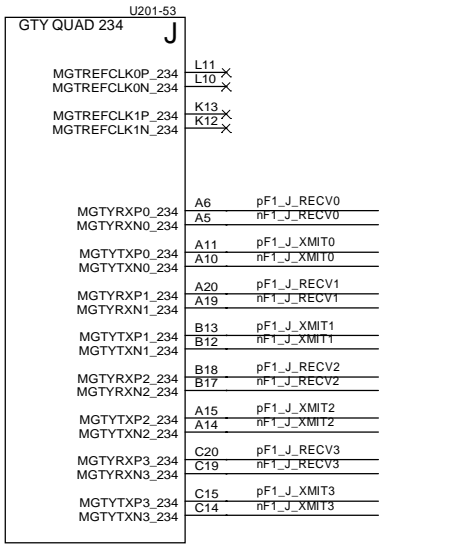 U201-53
GTY QUAD 234 J
MGTREFCLK0P_234 L11
MGTREFCLK0N_234 L10
MGTREFCLK1P_234 K13
MGTREFCLK1N_234 K12
MGTYRXP0_234 A6 pF1_J_RECV0
MGTYRXN0_234 A5 nF1_J_RECV0
MGTYTXP0_234 A11 pF1_J_XMIT0
MGTYTXN0_234 A10 nF1_J_XMIT0
MGTYRXP1_234 A20 pF1_J_RECV1
MGTYRXN1_234 A19 nF1_J_RECV1
MGTYTXP1_234 B13 pF1_J_XMIT1
MGTYTXN1_234 B12 nF1_J_XMIT1
MGTYRXP2_234 B18 pF1_J_RECV2
MGTYRXN2_234 B17 nF1_J_RECV2
MGTYTXP2_234 A15 pF1_J_XMIT2
MGTYTXN2_234 A14 nF1_J_XMIT2
MGTYRXP3_234 C20 pF1_J_RECV3
MGTYRXN3_234 C19 nF1_J_RECV3
MGTYTXP3_234 C15 pF1_J_XMIT3
MGTYTXN3_234 C14 nF1_J_XMIT3